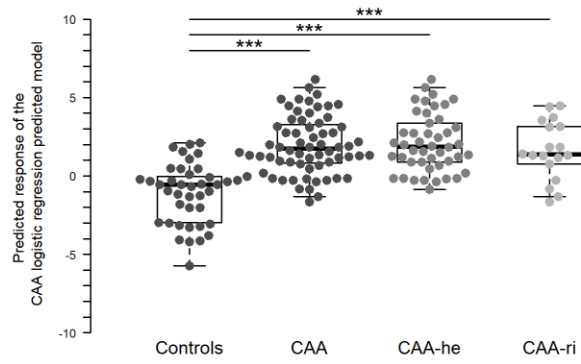 10
***
***
***
5
0
-5
-10
Predicted response of the
CAA logistic regression predicted model
Controls
CAA
CAA-he
CAA-ri